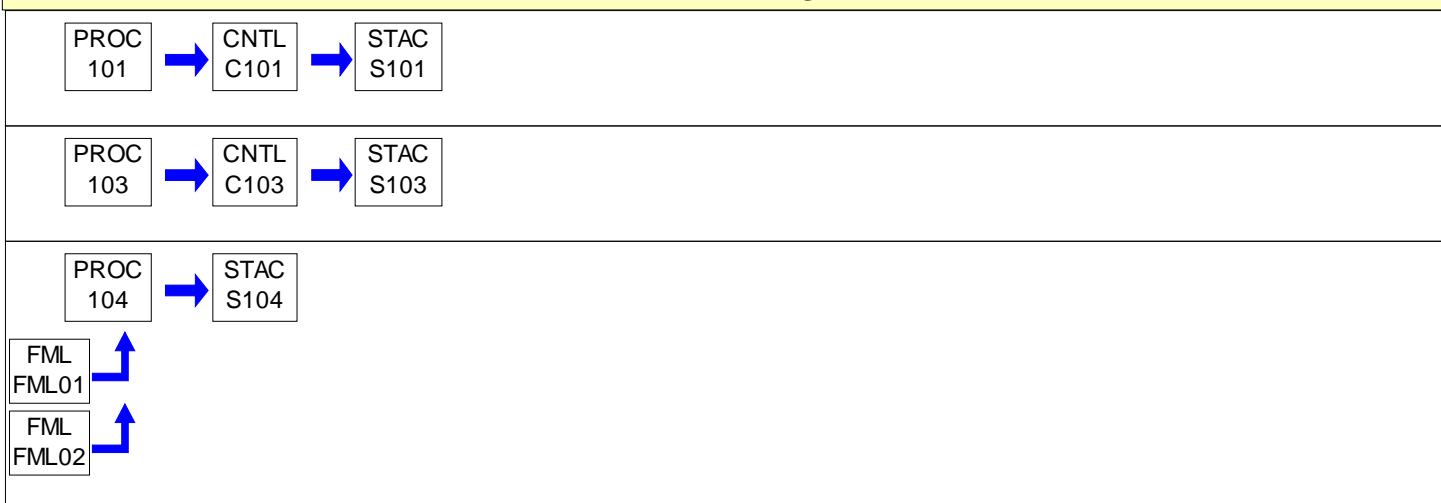 PROC CNTL STAC
101 C101 S101
PROC CNTL STAC
103 C103 S103
PROC STAC
104 S104
FML
FML01
FML
FML02